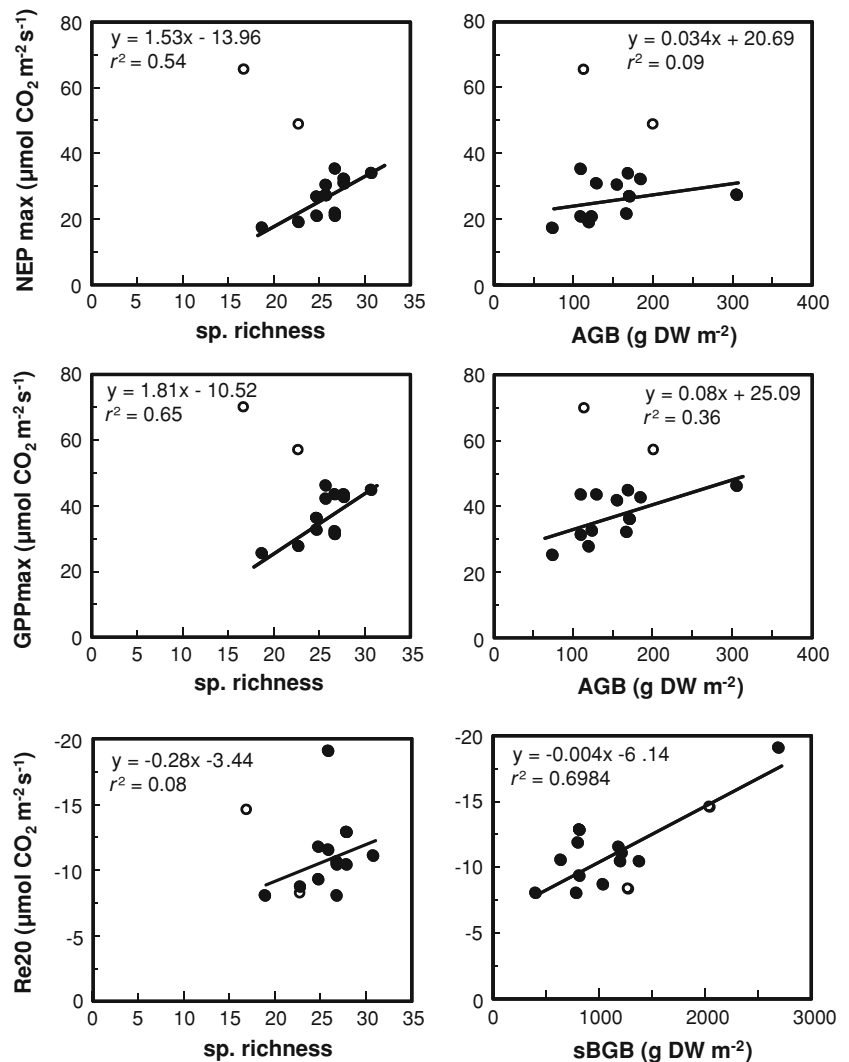 y = 1.53x - 13.96
r² = 0.54
NEP max (µmol CO₂ m⁻² s⁻¹)
80
60
40
20
0
0 5 10 15 20 25 30 35
sp. richness
y = 0.034x + 20.69
r² = 0.09
80
60
40
20
0
0 100 200 300 400
AGB (g DW m⁻²)
y = 1.81x - 10.52
r² = 0.65
GPPmax (µmol CO₂ m⁻² s⁻¹)
80
60
40
20
0
0 5 10 15 20 25 30 35
sp. richness
y = 0.08x + 25.09
r² = 0.36
80
60
40
20
0
0 100 200 300 400
AGB (g DW m⁻²)
y = -0.28x -3.44
r² = 0.08
Re20 (µmol CO₂ m⁻² s⁻¹)
-20
-15
-10
-5
0
0 5 10 15 20 25 30 35
sp. richness
y = -0.004x -6 .14
r² = 0.6984
-20
-15
-10
-5
0
0 1000 2000 3000
sBGB (g DW m⁻²)